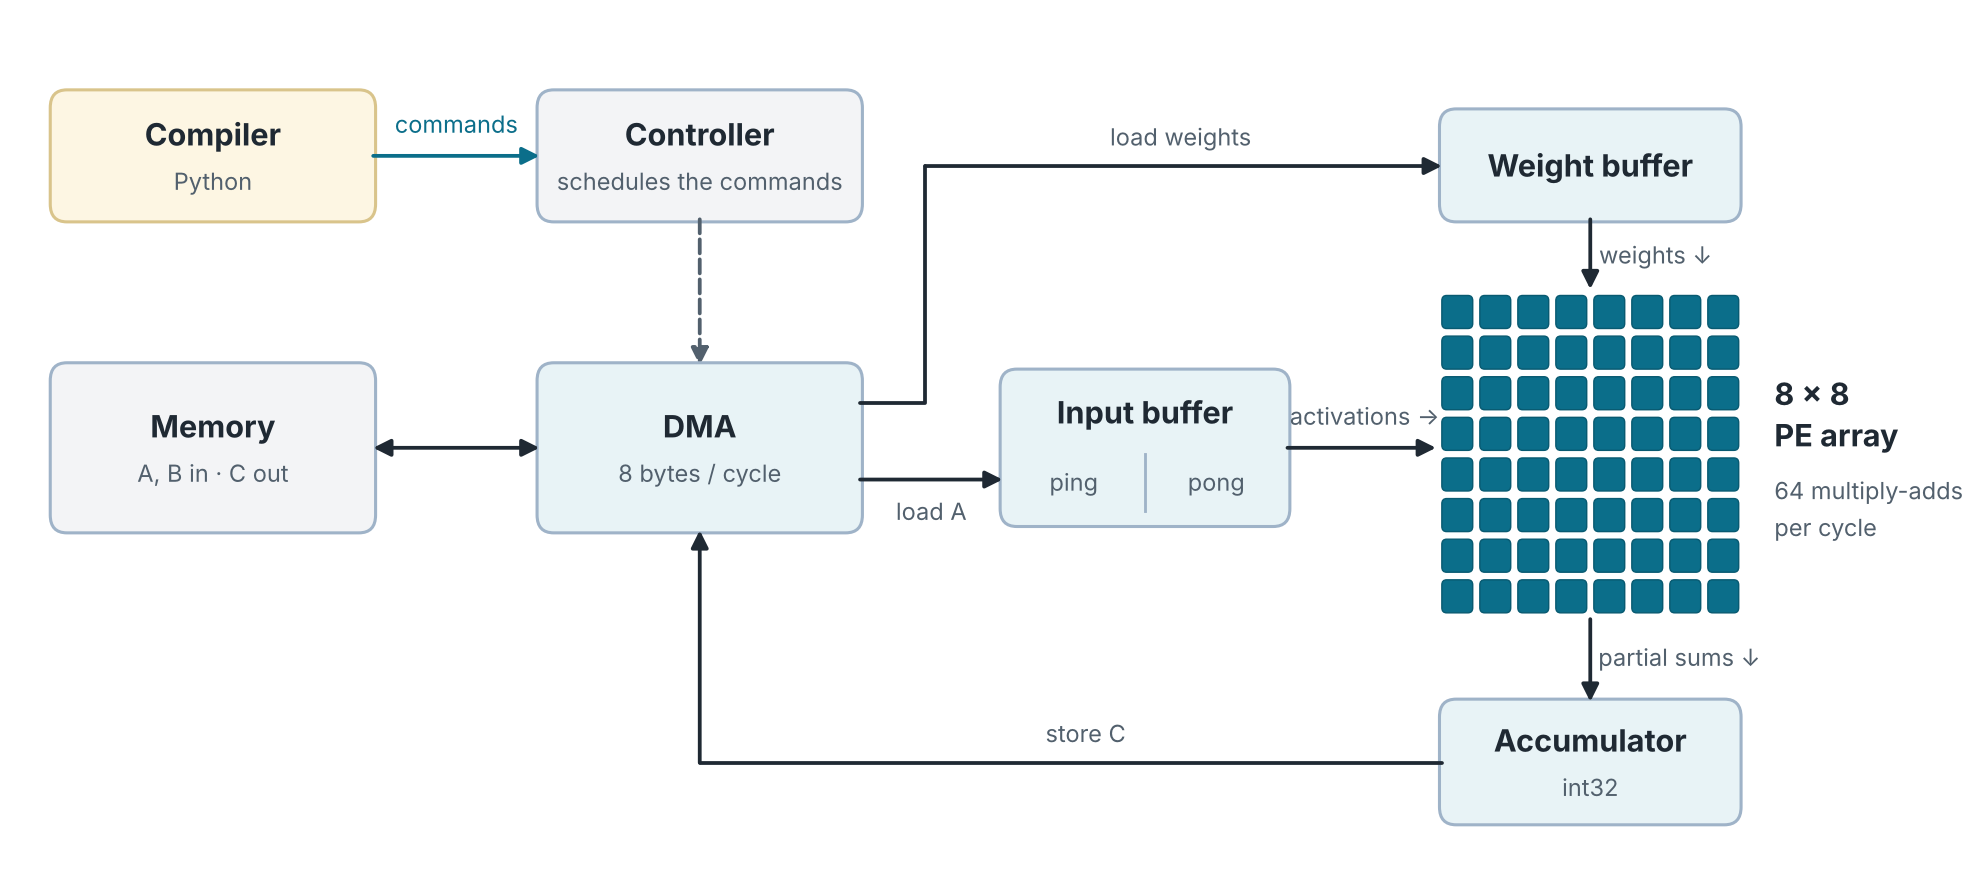 Compiler
Python
commands
Controller
schedules the commands
load weights
Weight buffer
weights ↓
Memory
A, B in · C out
DMA
8 bytes / cycle
load A
Input buffer
ping
pong
activations →
8 × 8
PE array
64 multiply-adds
per cycle
partial sums ↓
store C
Accumulator
int32